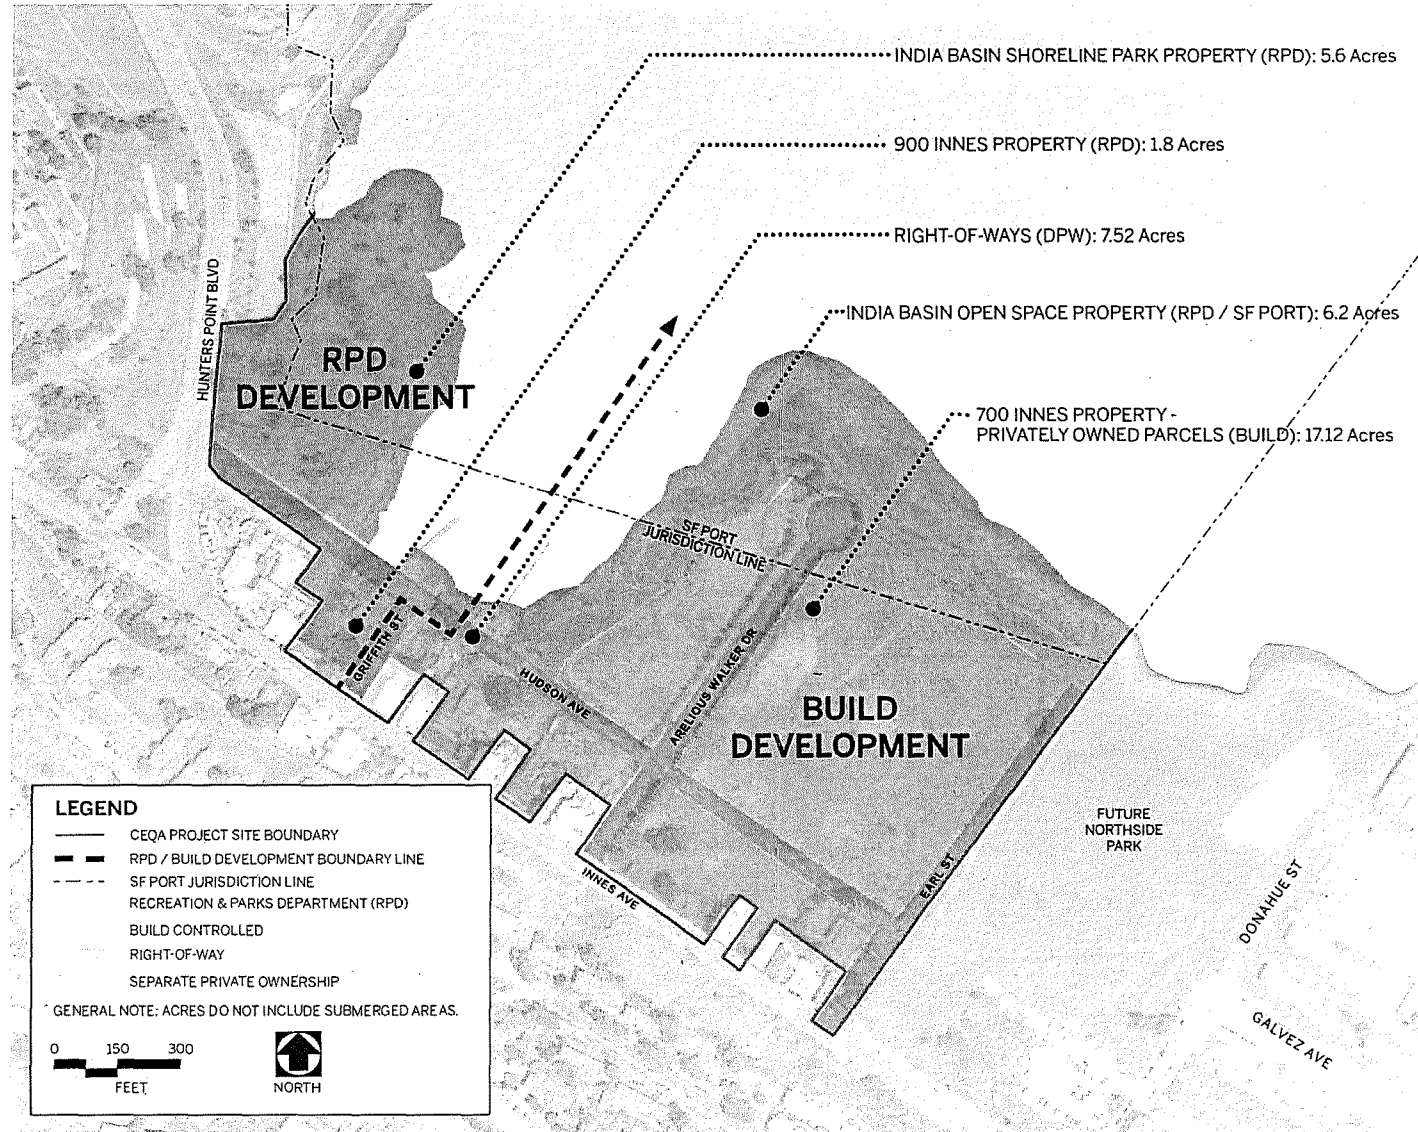 INDIA BASIN SHORELINE PARK PROPERTY (RPD): 5.6 Acres
900 INNES PROPERTY (RPD): 1.8 Acres
RIGHT-OF-WAYS (DPW): 7.52 Acres
INDIA BASIN OPEN SPACE PROPERTY (RPD / SF PORT): 6.2 Acres
700 INNES PROPERTY -
PRIVATELY OWNED PARCELS (BUILD): 17.12 Acres
HUNTERS POINT BLVD
RPD
DEVELOPMENT
SF PORT
JURISDICTION LINE
GRIFFITH ST
HUDSON AVE
ARELIOUS WALKER DR
BUILD
DEVELOPMENT
INNES AVE
EARL ST
FUTURE
NORTHSIDE
PARK
DONAHUE ST
GALVEZ AVE
LEGEND
CEQA PROJECT SITE BOUNDARY
RPD / BUILD DEVELOPMENT BOUNDARY LINE
SF PORT JURISDICTION LINE
RECREATION & PARKS DEPARTMENT (RPD)
BUILD CONTROLLED
RIGHT-OF-WAY
SEPARATE PRIVATE OWNERSHIP
GENERAL NOTE: ACRES DO NOT INCLUDE SUBMERGED AREAS.
0 150 300
FEET
NORTH